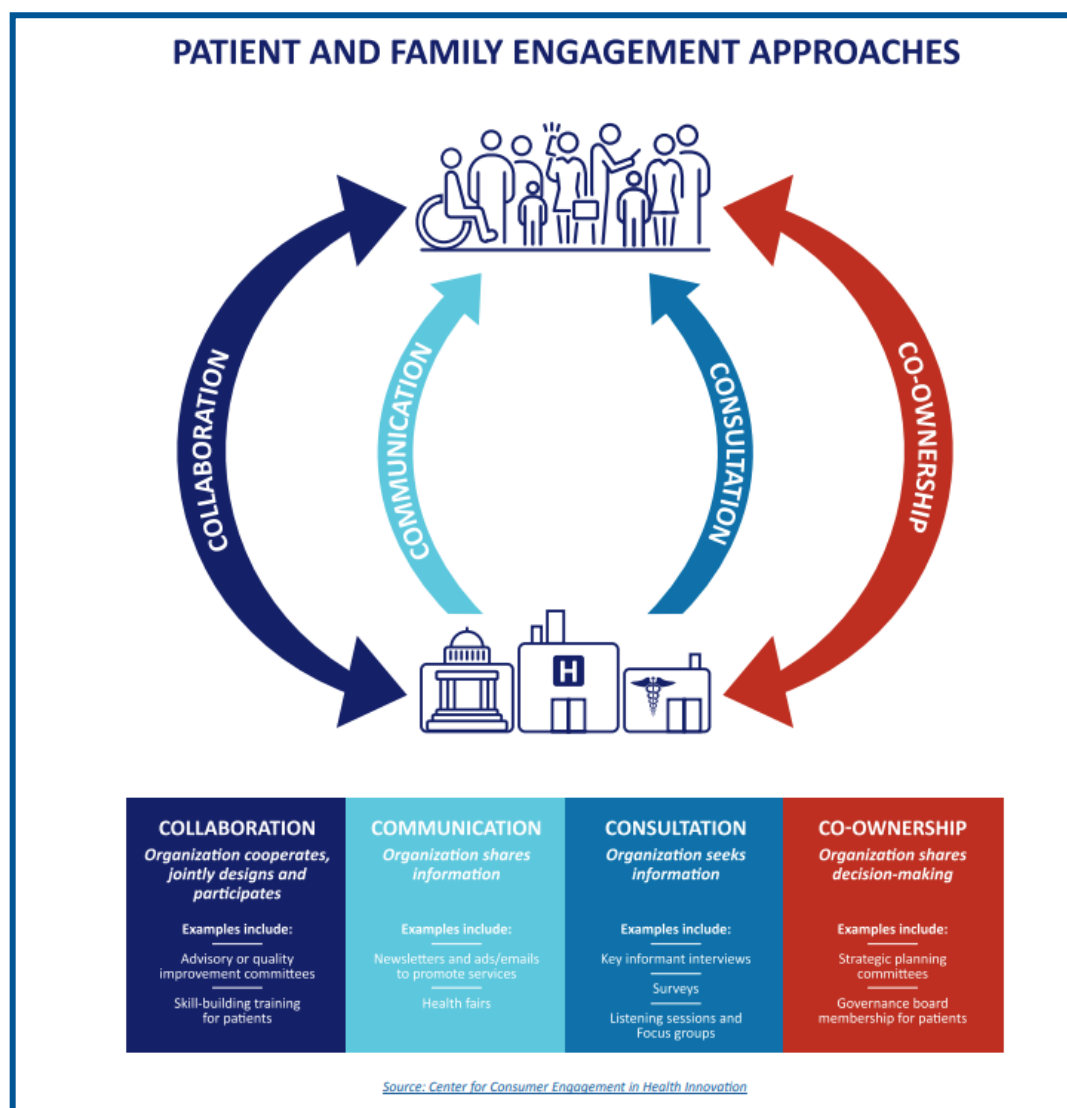 PATIENT AND FAMILY ENGAGEMENT APPROACHES
COLLABORATION
COMMUNICATION
CONSULTATION
CO-OWNERSHIP
H
COLLABORATION
Organization cooperates,
jointly designs and
participates
Examples include:
Advisory or quality
improvement committees
Skill-building training
for patients
COMMUNICATION
Organization shares
information
Examples include:
Newsletters and ads/emails
to promote services
Health fairs
CONSULTATION
Organization seeks
information
Examples include:
Key informant interviews
Surveys
Listening sessions and
Focus groups
CO-OWNERSHIP
Organization shares
decision-making
Examples include:
Strategic planning
committees
Governance board
membership for patients
Source: Center for Consumer Engagement in Health Innovation